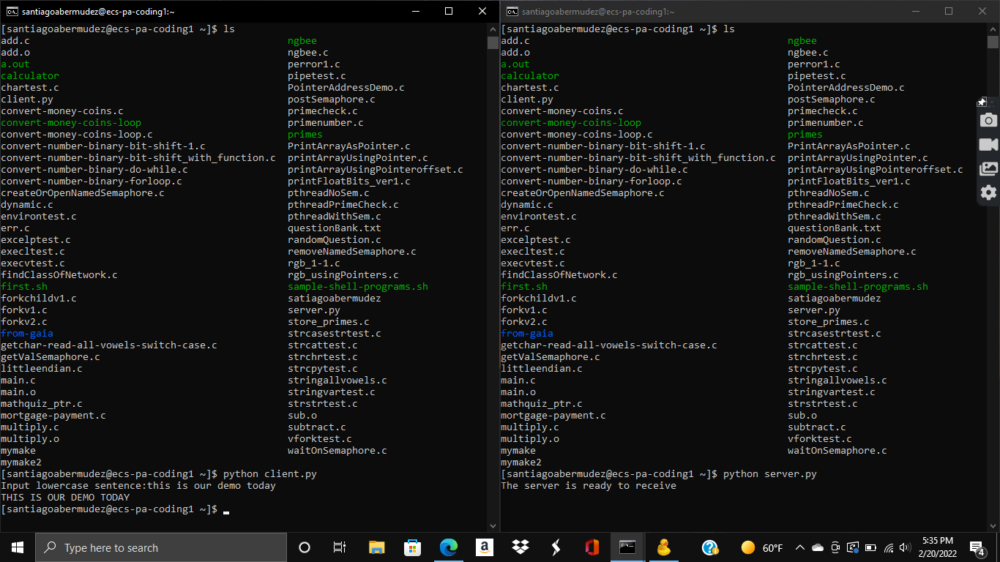 santiagoabermudez@ecs-pa-coding1:~
[santiagoabermudez@ecs-pa-coding1 ~]$ ls
add.c ngbee
add.o ngbee.c
a.out perror1.c
calculator pipetest.c
chartest.c PointerAddressDemo.c
client.py postSemaphore.c
convert-money-coins.c primecheck.c
convert-money-coins-loop primenumber.c
convert-money-coins-loop.c primes
convert-number-binary-bit-shift-1.c PrintArrayAsPointer.c
convert-number-binary-bit-shift_with_function.c printArrayUsingPointer.c
convert-number-binary-do-while.c printArrayUsingPointeroffset.c
convert-number-binary-forloop.c printFloatBits_ver1.c
createOrOpenNamedSemaphore.c pthreadNoSem.c
dynamic.c pthreadPrimeCheck.c
environtest.c pthreadWithSem.c
err.c questionBank.txt
excelptest.c randomQuestion.c
execltest.c removeNamedSemaphore.c
execvtest.c rgb_1-1.c
findClassOfNetwork.c rgb_usingPointers.c
first.sh sample-shell-programs.sh
forkchildv1.c satiagoabermudez
forkv1.c server.py
forkv2.c store_primes.c
from-gaia strcasestrtest.c
getchar-read-all-vowels-switch-case.c strcattest.c
getValSemaphore.c strchrtest.c
littleendian.c strcpytest.c
main.c stringallvowels.c
main.o stringvartest.c
mathquiz_ptr.c strstrtest.c
mortgage-payment.c sub.o
multiply.c subtract.c
multiply.o vforktest.c
mymake waitOnSemaphore.c
mymake2
[santiagoabermudez@ecs-pa-coding1 ~]$ python client.py
Input lowercase sentence:this is our demo today
THIS IS OUR DEMO TODAY
[santiagoabermudez@ecs-pa-coding1 ~]$
santiagoabermudez@ecs-pa-coding1:~
[santiagoabermudez@ecs-pa-coding1 ~]$ ls
add.c ngbee
add.o ngbee.c
a.out perror1.c
calculator pipetest.c
chartest.c PointerAddressDemo.c
client.py postSemaphore.c
convert-money-coins.c primecheck.c
convert-money-coins-loop primenumber.c
convert-money-coins-loop.c primes
convert-number-binary-bit-shift-1.c PrintArrayAsPointer.c
convert-number-binary-bit-shift_with_function.c printArrayUsingPointer.c
convert-number-binary-do-while.c printArrayUsingPointeroffset.c
convert-number-binary-forloop.c printFloatBits_ver1.c
createOrOpenNamedSemaphore.c pthreadNoSem.c
dynamic.c pthreadPrimeCheck.c
environtest.c pthreadWithSem.c
err.c questionBank.txt
excelptest.c randomQuestion.c
execltest.c removeNamedSemaphore.c
execvtest.c rgb_1-1.c
findClassOfNetwork.c rgb_usingPointers.c
first.sh sample-shell-programs.sh
forkchildv1.c satiagoabermudez
forkv1.c server.py
forkv2.c store_primes.c
from-gaia strcasestrtest.c
getchar-read-all-vowels-switch-case.c strcattest.c
getValSemaphore.c strchrtest.c
littleendian.c strcpytest.c
main.c stringallvowels.c
main.o stringvartest.c
mathquiz_ptr.c strstrtest.c
mortgage-payment.c sub.o
multiply.c subtract.c
multiply.o vforktest.c
mymake waitOnSemaphore.c
mymake2
[santiagoabermudez@ecs-pa-coding1 ~]$ python server.py
The server is ready to receive
Type here to search
60°F
5:35 PM
2/20/2022
4